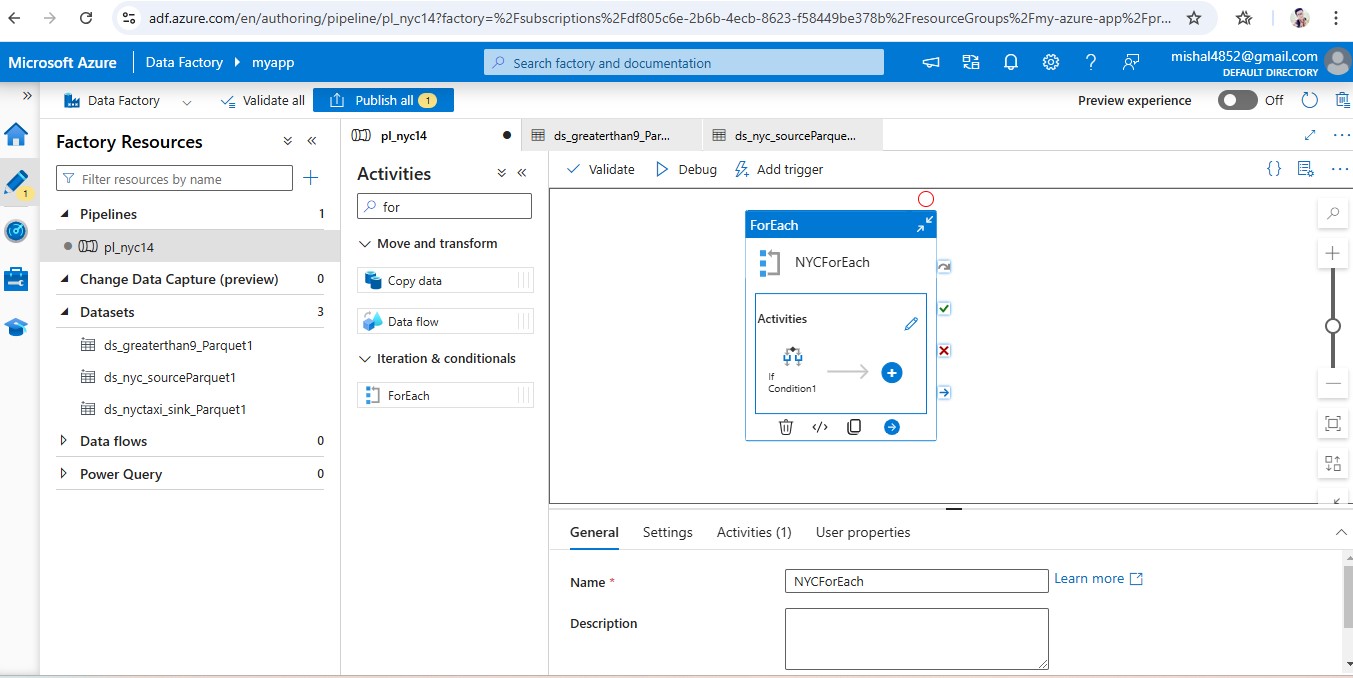 adf.azure.com/en/authoring/pipeline/pl_nyc14?factory=%2Fsubscriptions%2Fdf805c6e-2b6b-4ecb-8623-f58449be378b%2FresourceGroups%2Fmy-azure-app%2Fpr...
Microsoft Azure
Data Factory
myapp
Search factory and documentation
mishal4852@gmail.com
DEFAULT DIRECTORY
Data Factory
Validate all
Publish all 1
Preview experience
Off
Factory Resources
Filter resources by name
1
Pipelines 1
pl_nyc14
Change Data Capture (preview) 0
Datasets 3
ds_greaterthan9_Parquet1
ds_nyc_sourceParquet1
ds_nyctaxi_sink_Parquet1
Data flows 0
Power Query 0
pl_nyc14
ds_greaterthan9_Par...
ds_nyc_sourceParque...
Activities
for
Move and transform
Copy data
Data flow
Iteration & conditionals
ForEach
Validate
Debug
Add trigger
ForEach
NYCForEach
Activities
If
Condition1
General
Settings
Activities (1)
User properties
Name *
NYCForEach
Learn more
Description